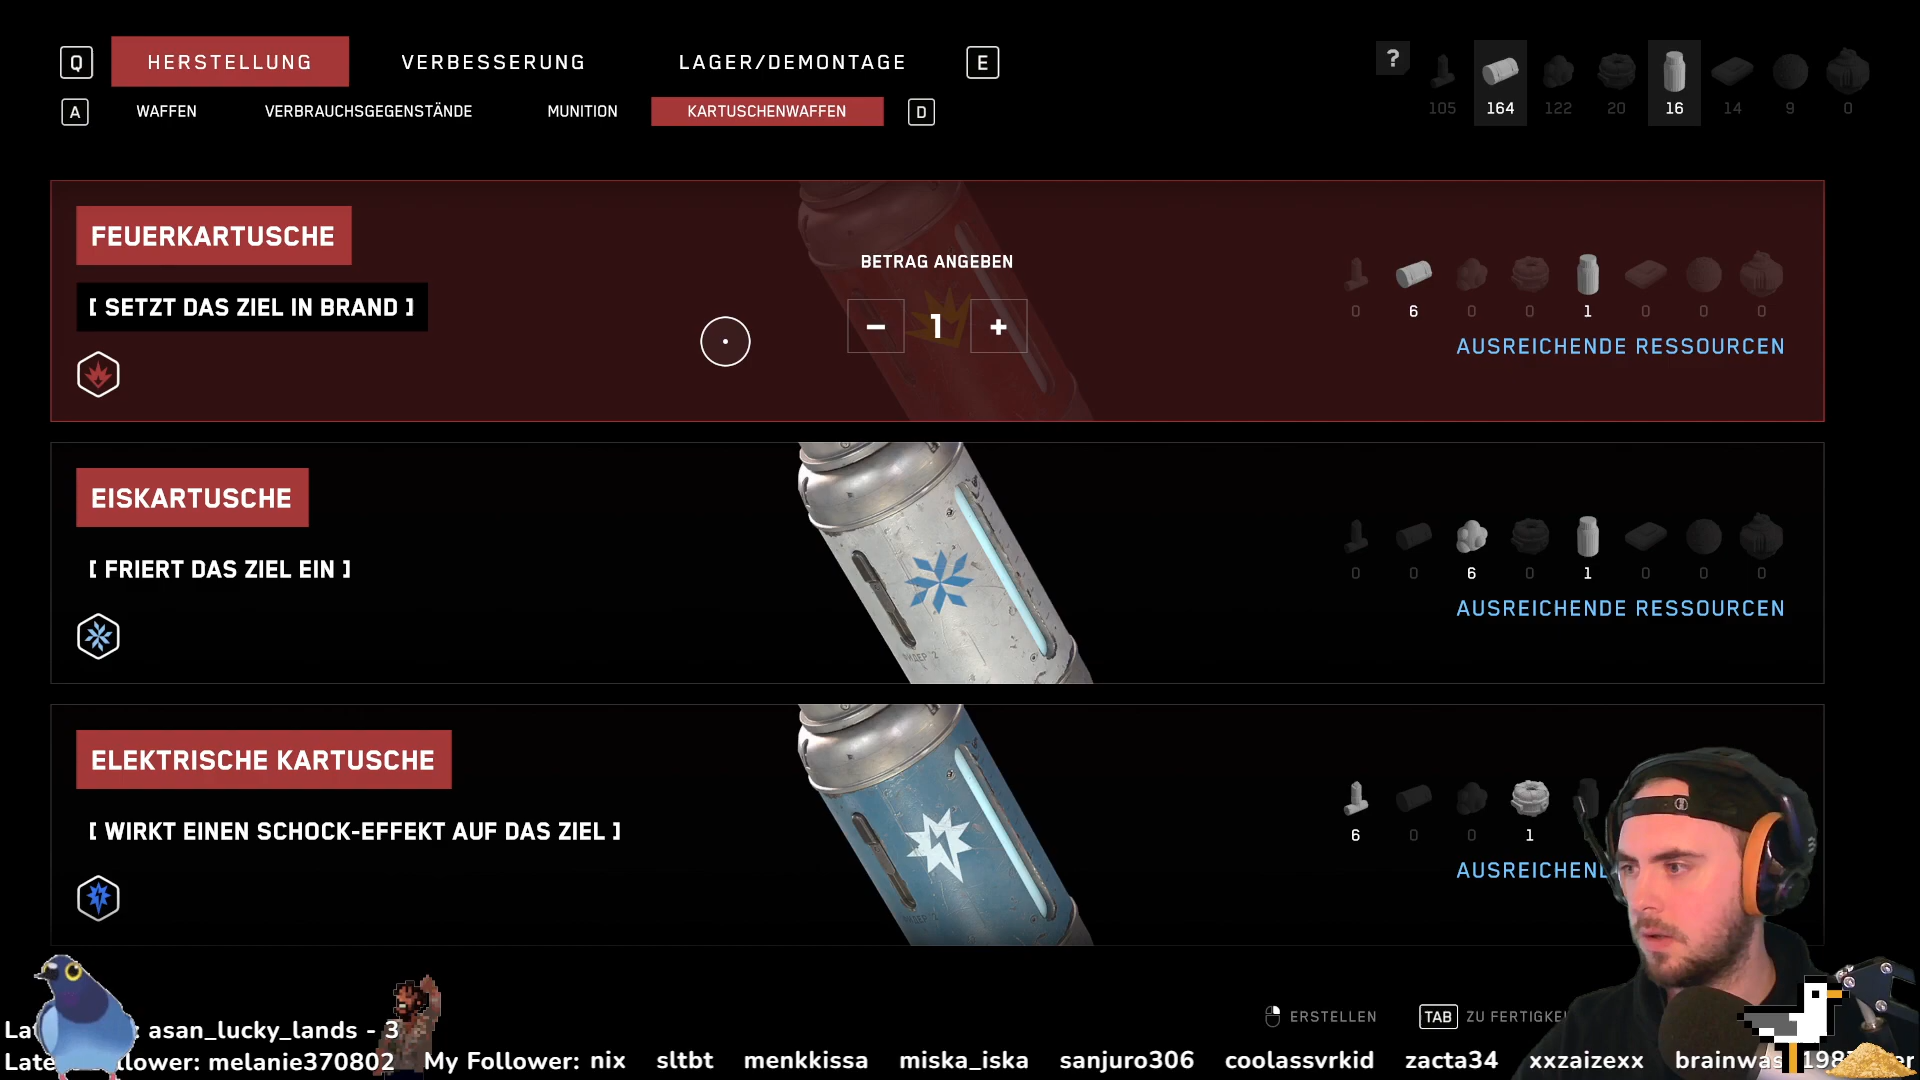 Q HERSTELLUNG VERBESSERUNG LAGER/DEMONTAGE E
A WAFFEN VERBRAUCHSGEGENSTÄNDE MUNITION KARTUSCHENWAFFEN D
?
105 164 122 20 16 14 9 0
FEUERKARTUSCHE
[ SETZT DAS ZIEL IN BRAND ]
BETRAG ANGEBEN
− 1 +
0 6 0 0 1 0 0 0
AUSREICHENDE RESSOURCEN
EISKARTUSCHE
[ FRIERT DAS ZIEL EIN ]
0 0 6 0 1 0 0 0
AUSREICHENDE RESSOURCEN
ELEKTRISCHE KARTUSCHE
[ WIRKT EINEN SCHOCK-EFFEKT AUF DAS ZIEL ]
6 0 0 1
ERSTELLEN TAB
asan_lucky_lands - 3
melanie370802 My Follower: nix sltbt menkkissa miska_iska sanjuro306 coolassvrkid zacta34 xxzaizexx